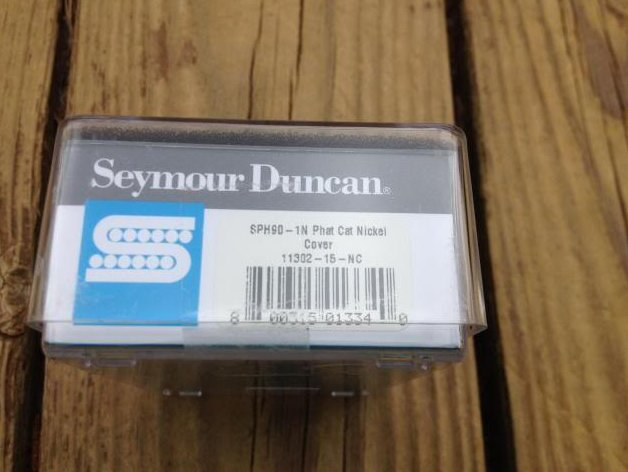 Seymour Duncan®
SPH90-1N Phat Cat Nickel
Cover
11302-15-NC
8 00315 01334 0